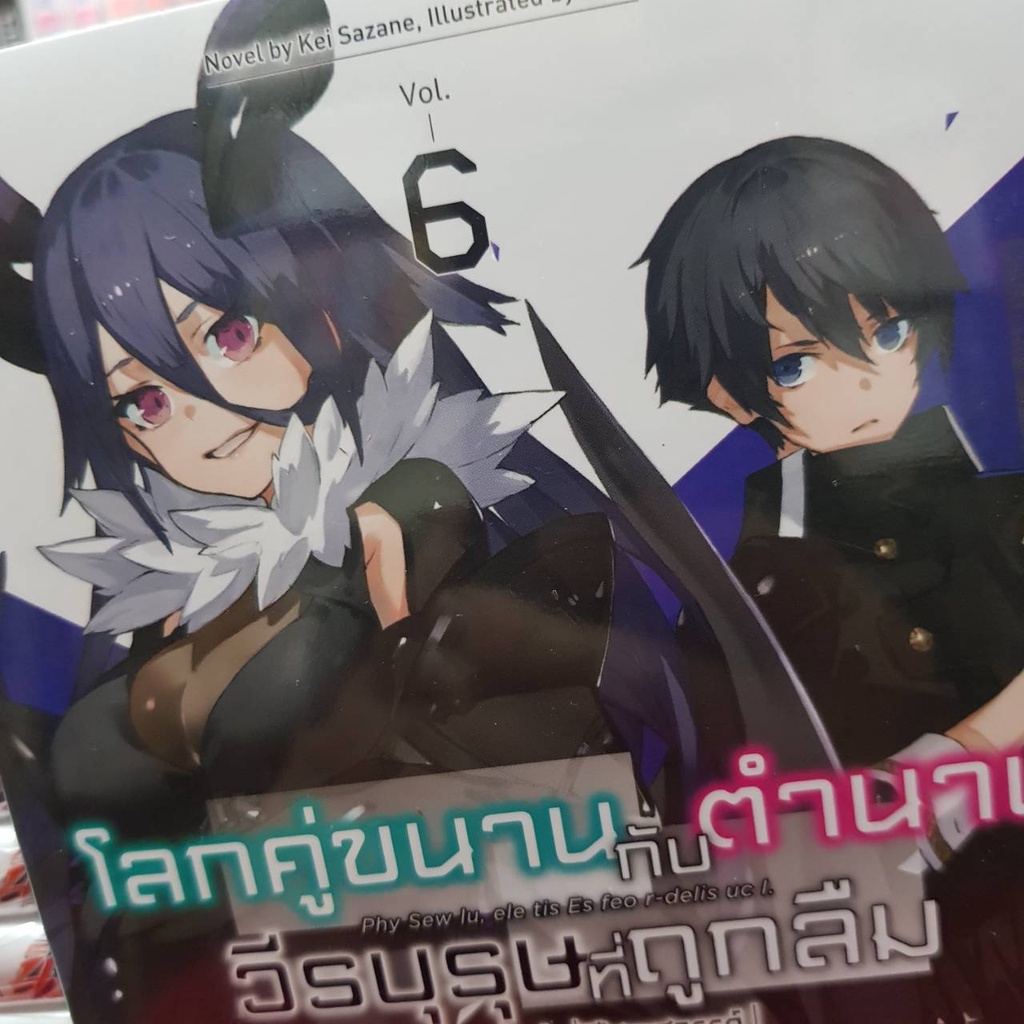 Novel by Kei Sazane, Illustrated by
Vol.
6
โลกคู่ขนานกับตำนาน
Phy Sew lu, ele tis Es feo r-delis uc l.
วีรบุรุษที่ถูกลืม